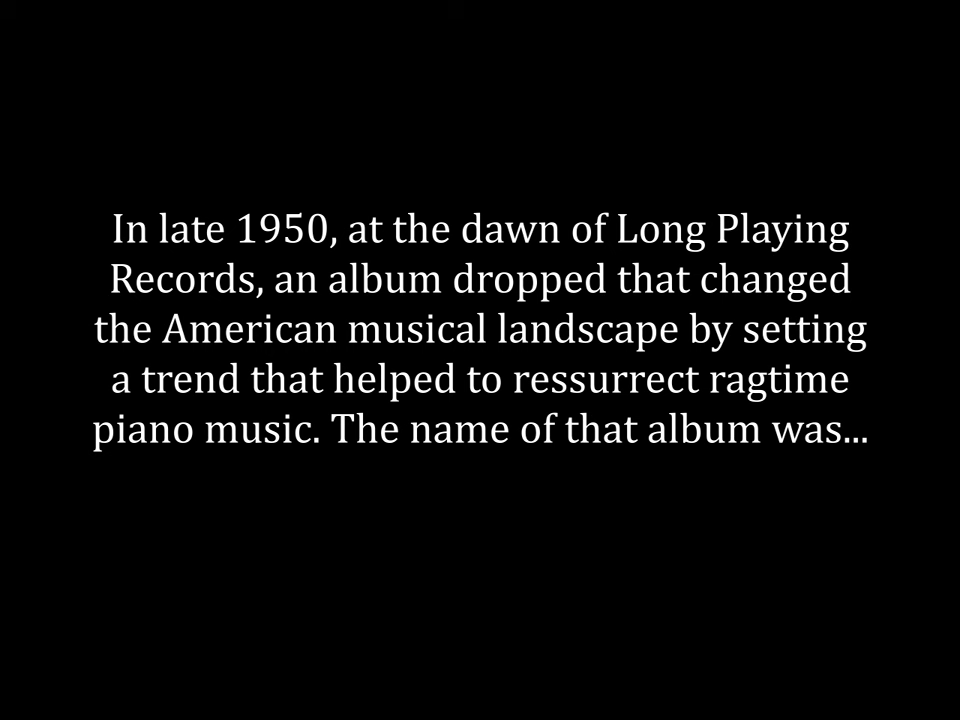 In late 1950, at the dawn of Long Playing
Records, an album dropped that changed
the American musical landscape by setting
a trend that helped to ressurrect ragtime
piano music. The name of that album was...